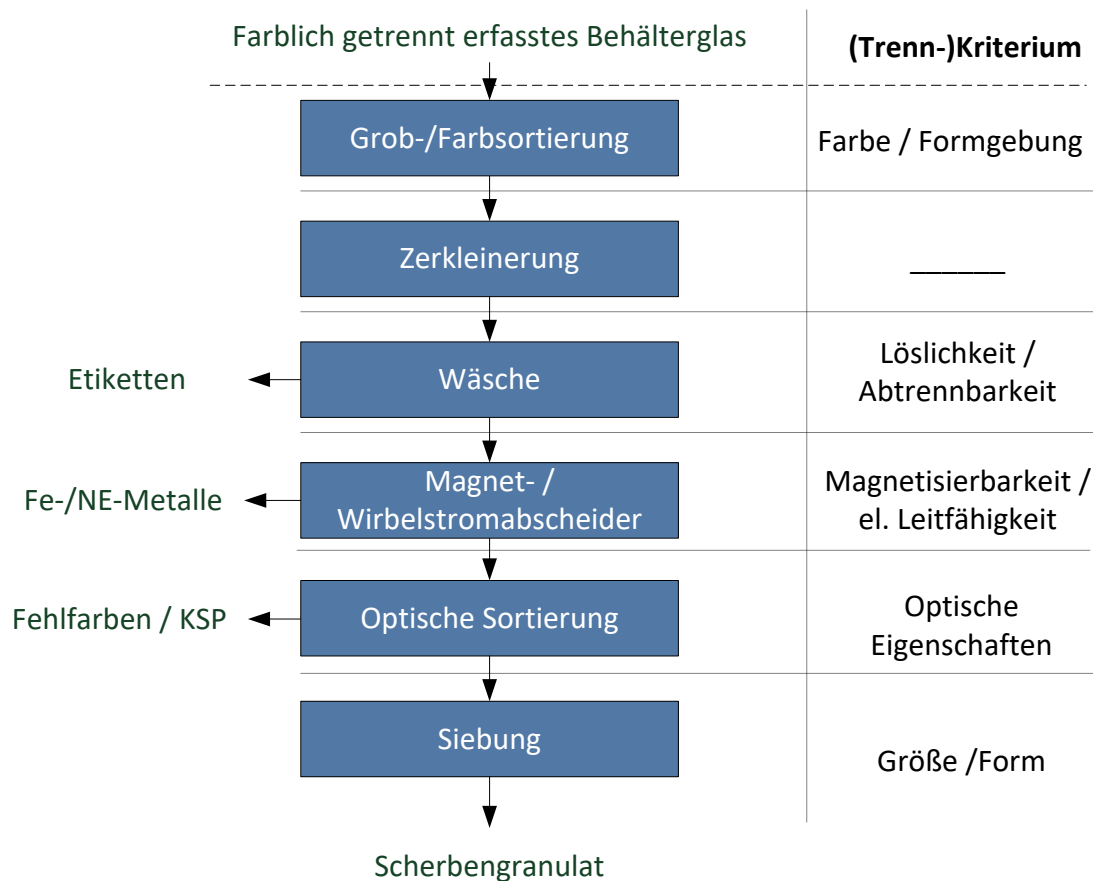 Farblich getrennt erfasstes Behälterglas
(Trenn-)Kriterium
Grob-/Farbsortierung
Farbe / Formgebung
Zerkleinerung
______
Wäsche
Etiketten
Löslichkeit /
Abtrennbarkeit
Magnet- /
Wirbelstromabscheider
Fe-/NE-Metalle
Magnetisierbarkeit /
el. Leitfähigkeit
Optische Sortierung
Fehlfarben / KSP
Optische
Eigenschaften
Siebung
Größe /Form
Scherbengranulat